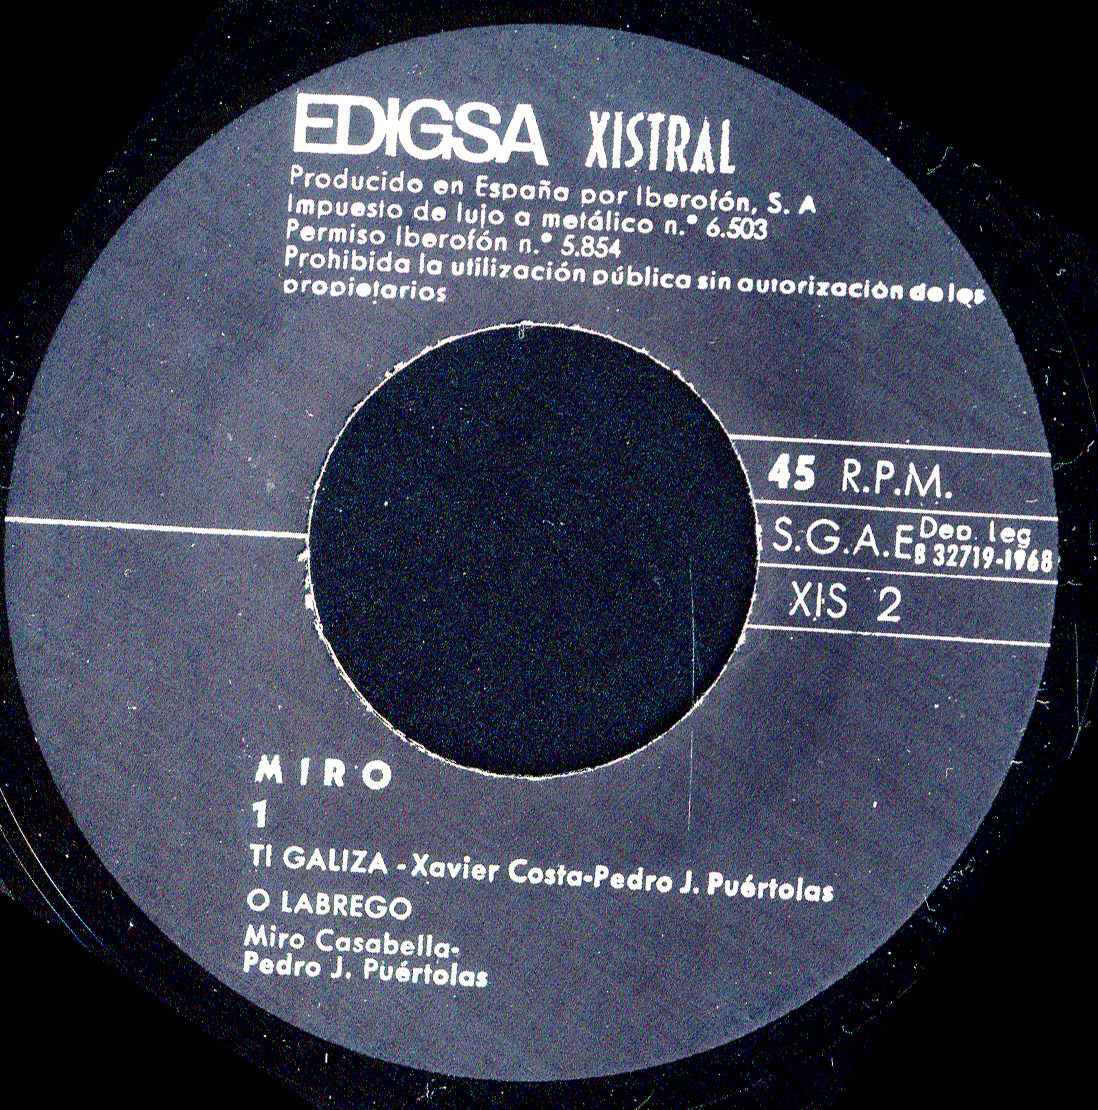 EDIGSA XISTRAL
Producido en España por Iberofón, S. A
Impuesto de lujo a metálico n.º 6.503
Permiso Iberofón n.º 5.854
Prohibida la utilización pública sin autorización de los
propietarios
45 R.P.M.
S.G.A.E Dep. Leg
B 32719-1968
XIS 2
MIRO
1
TI GALIZA - Xavier Costa-Pedro J. Puértolas
O LABREGO
Miro Casabella-
Pedro J. Puértolas